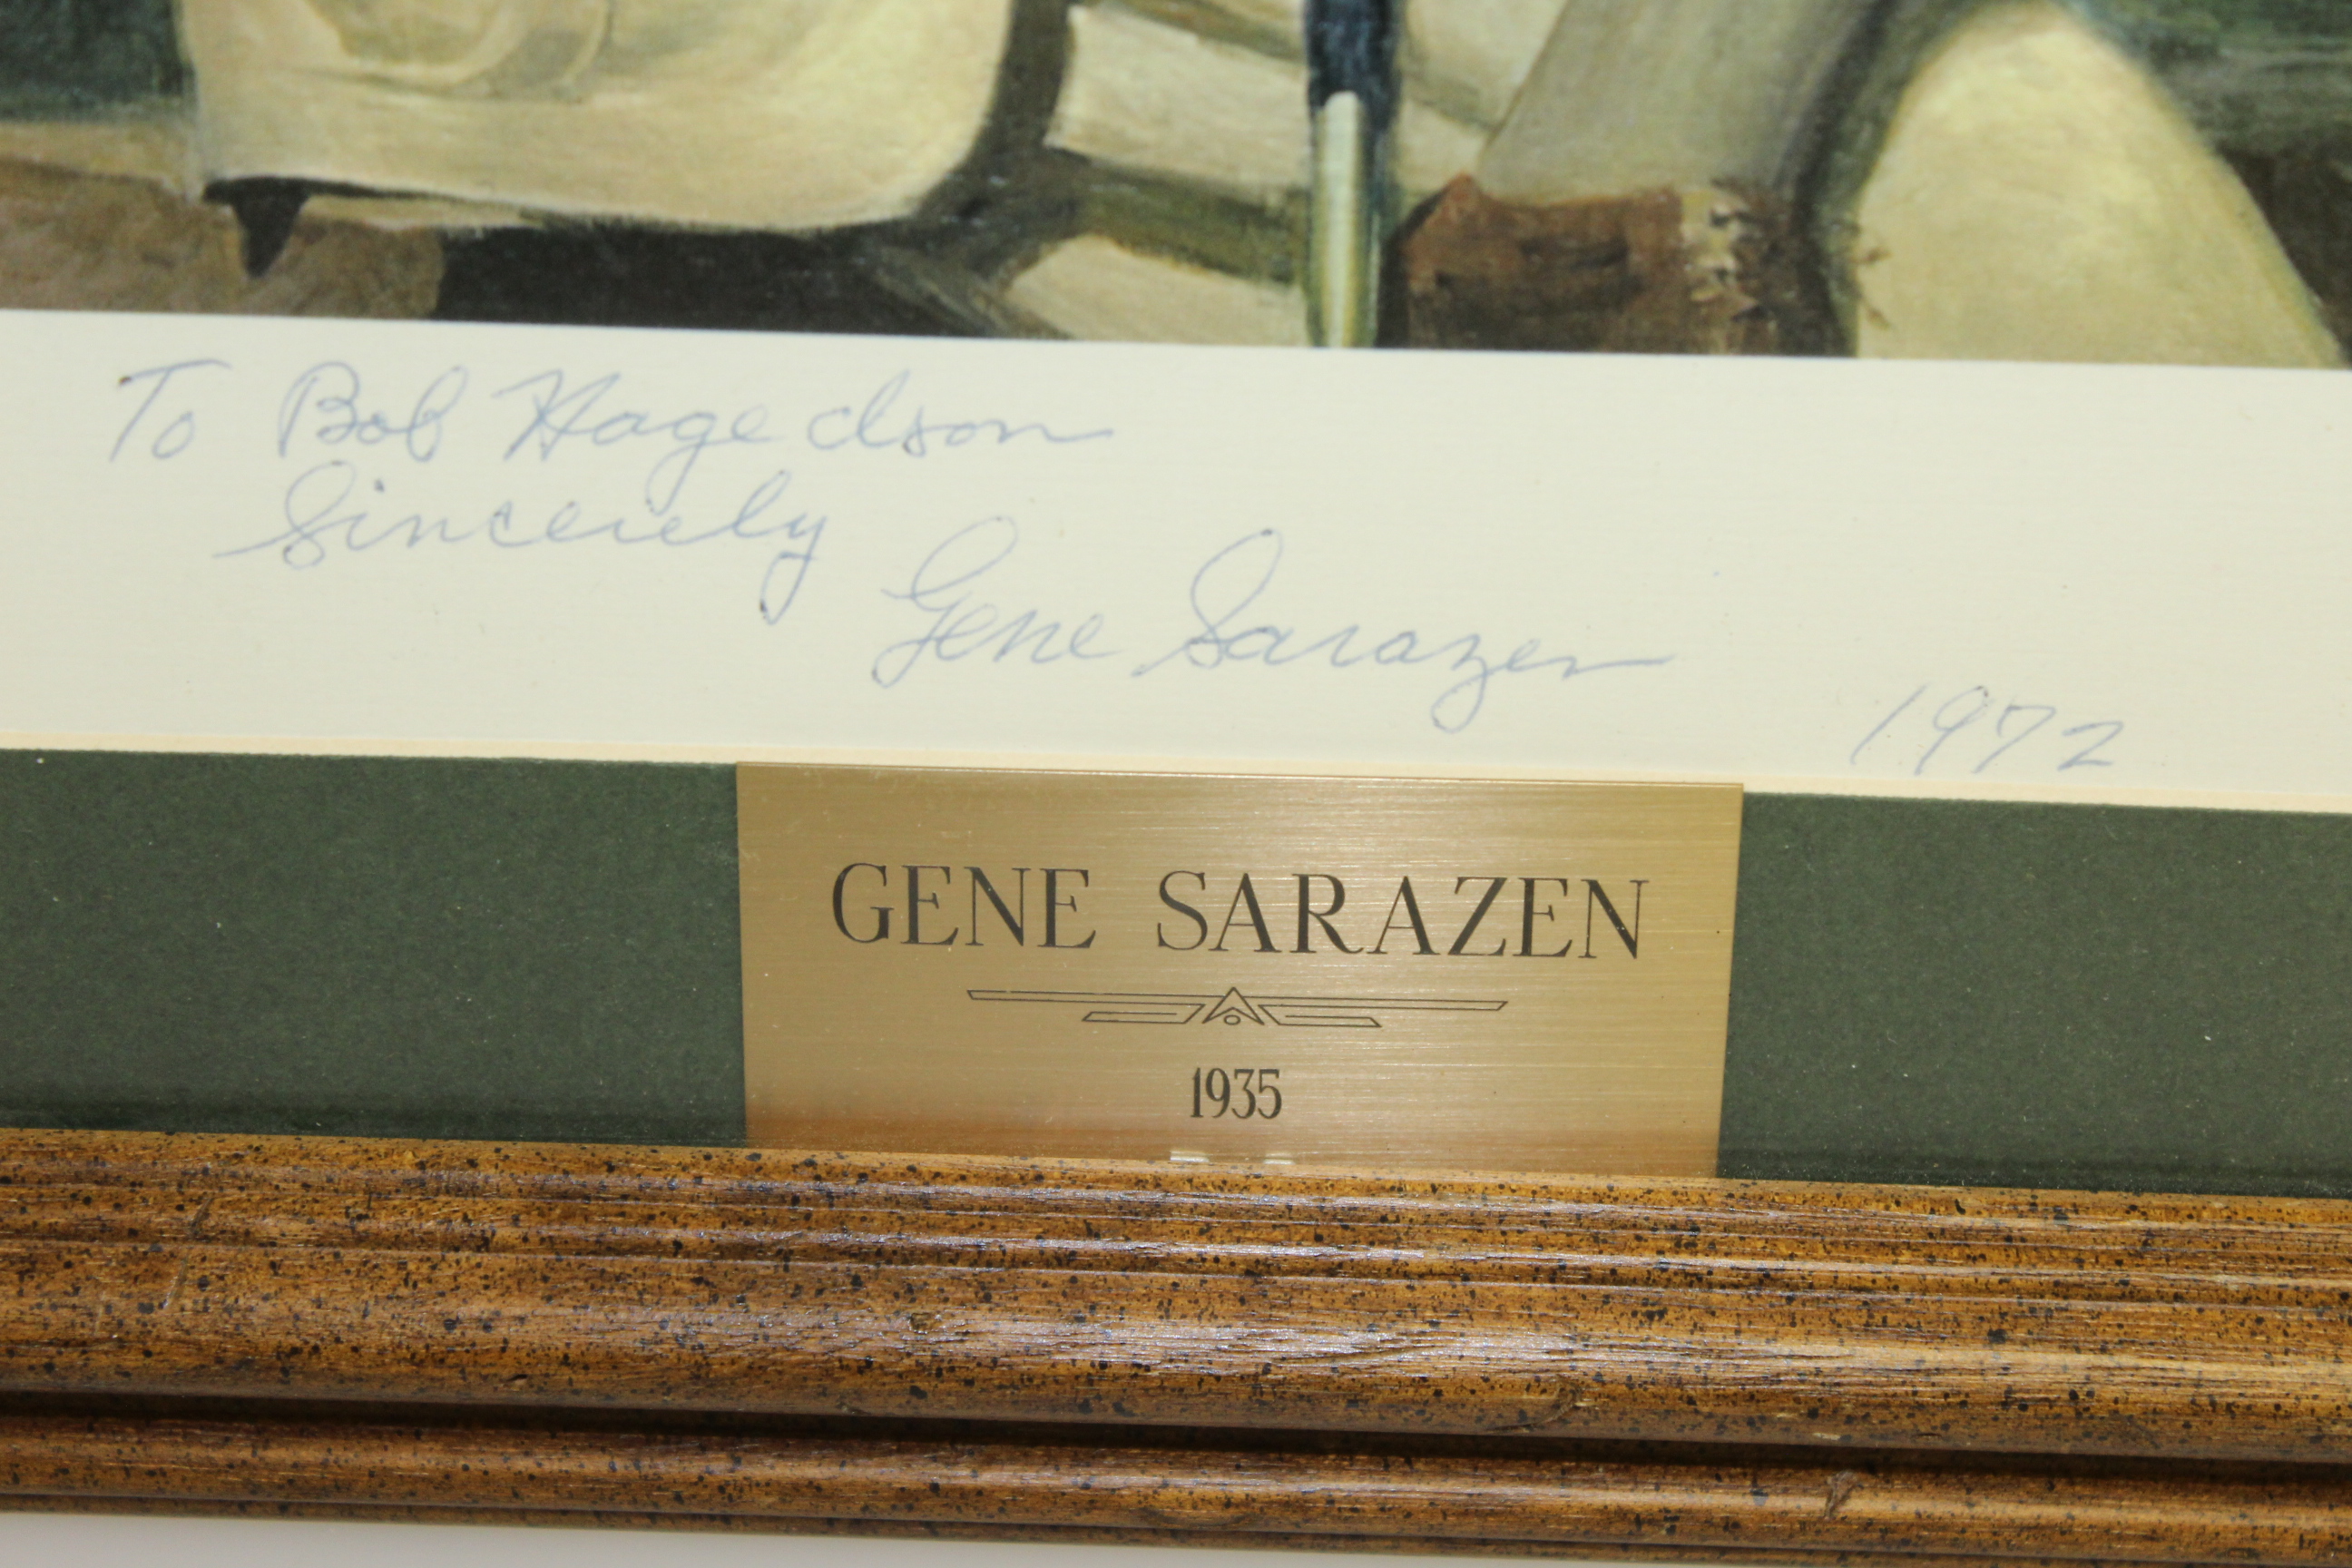 To Bob Hagedson
Sincerely
Gene Sarazen
1972
GENE SARAZEN
1935